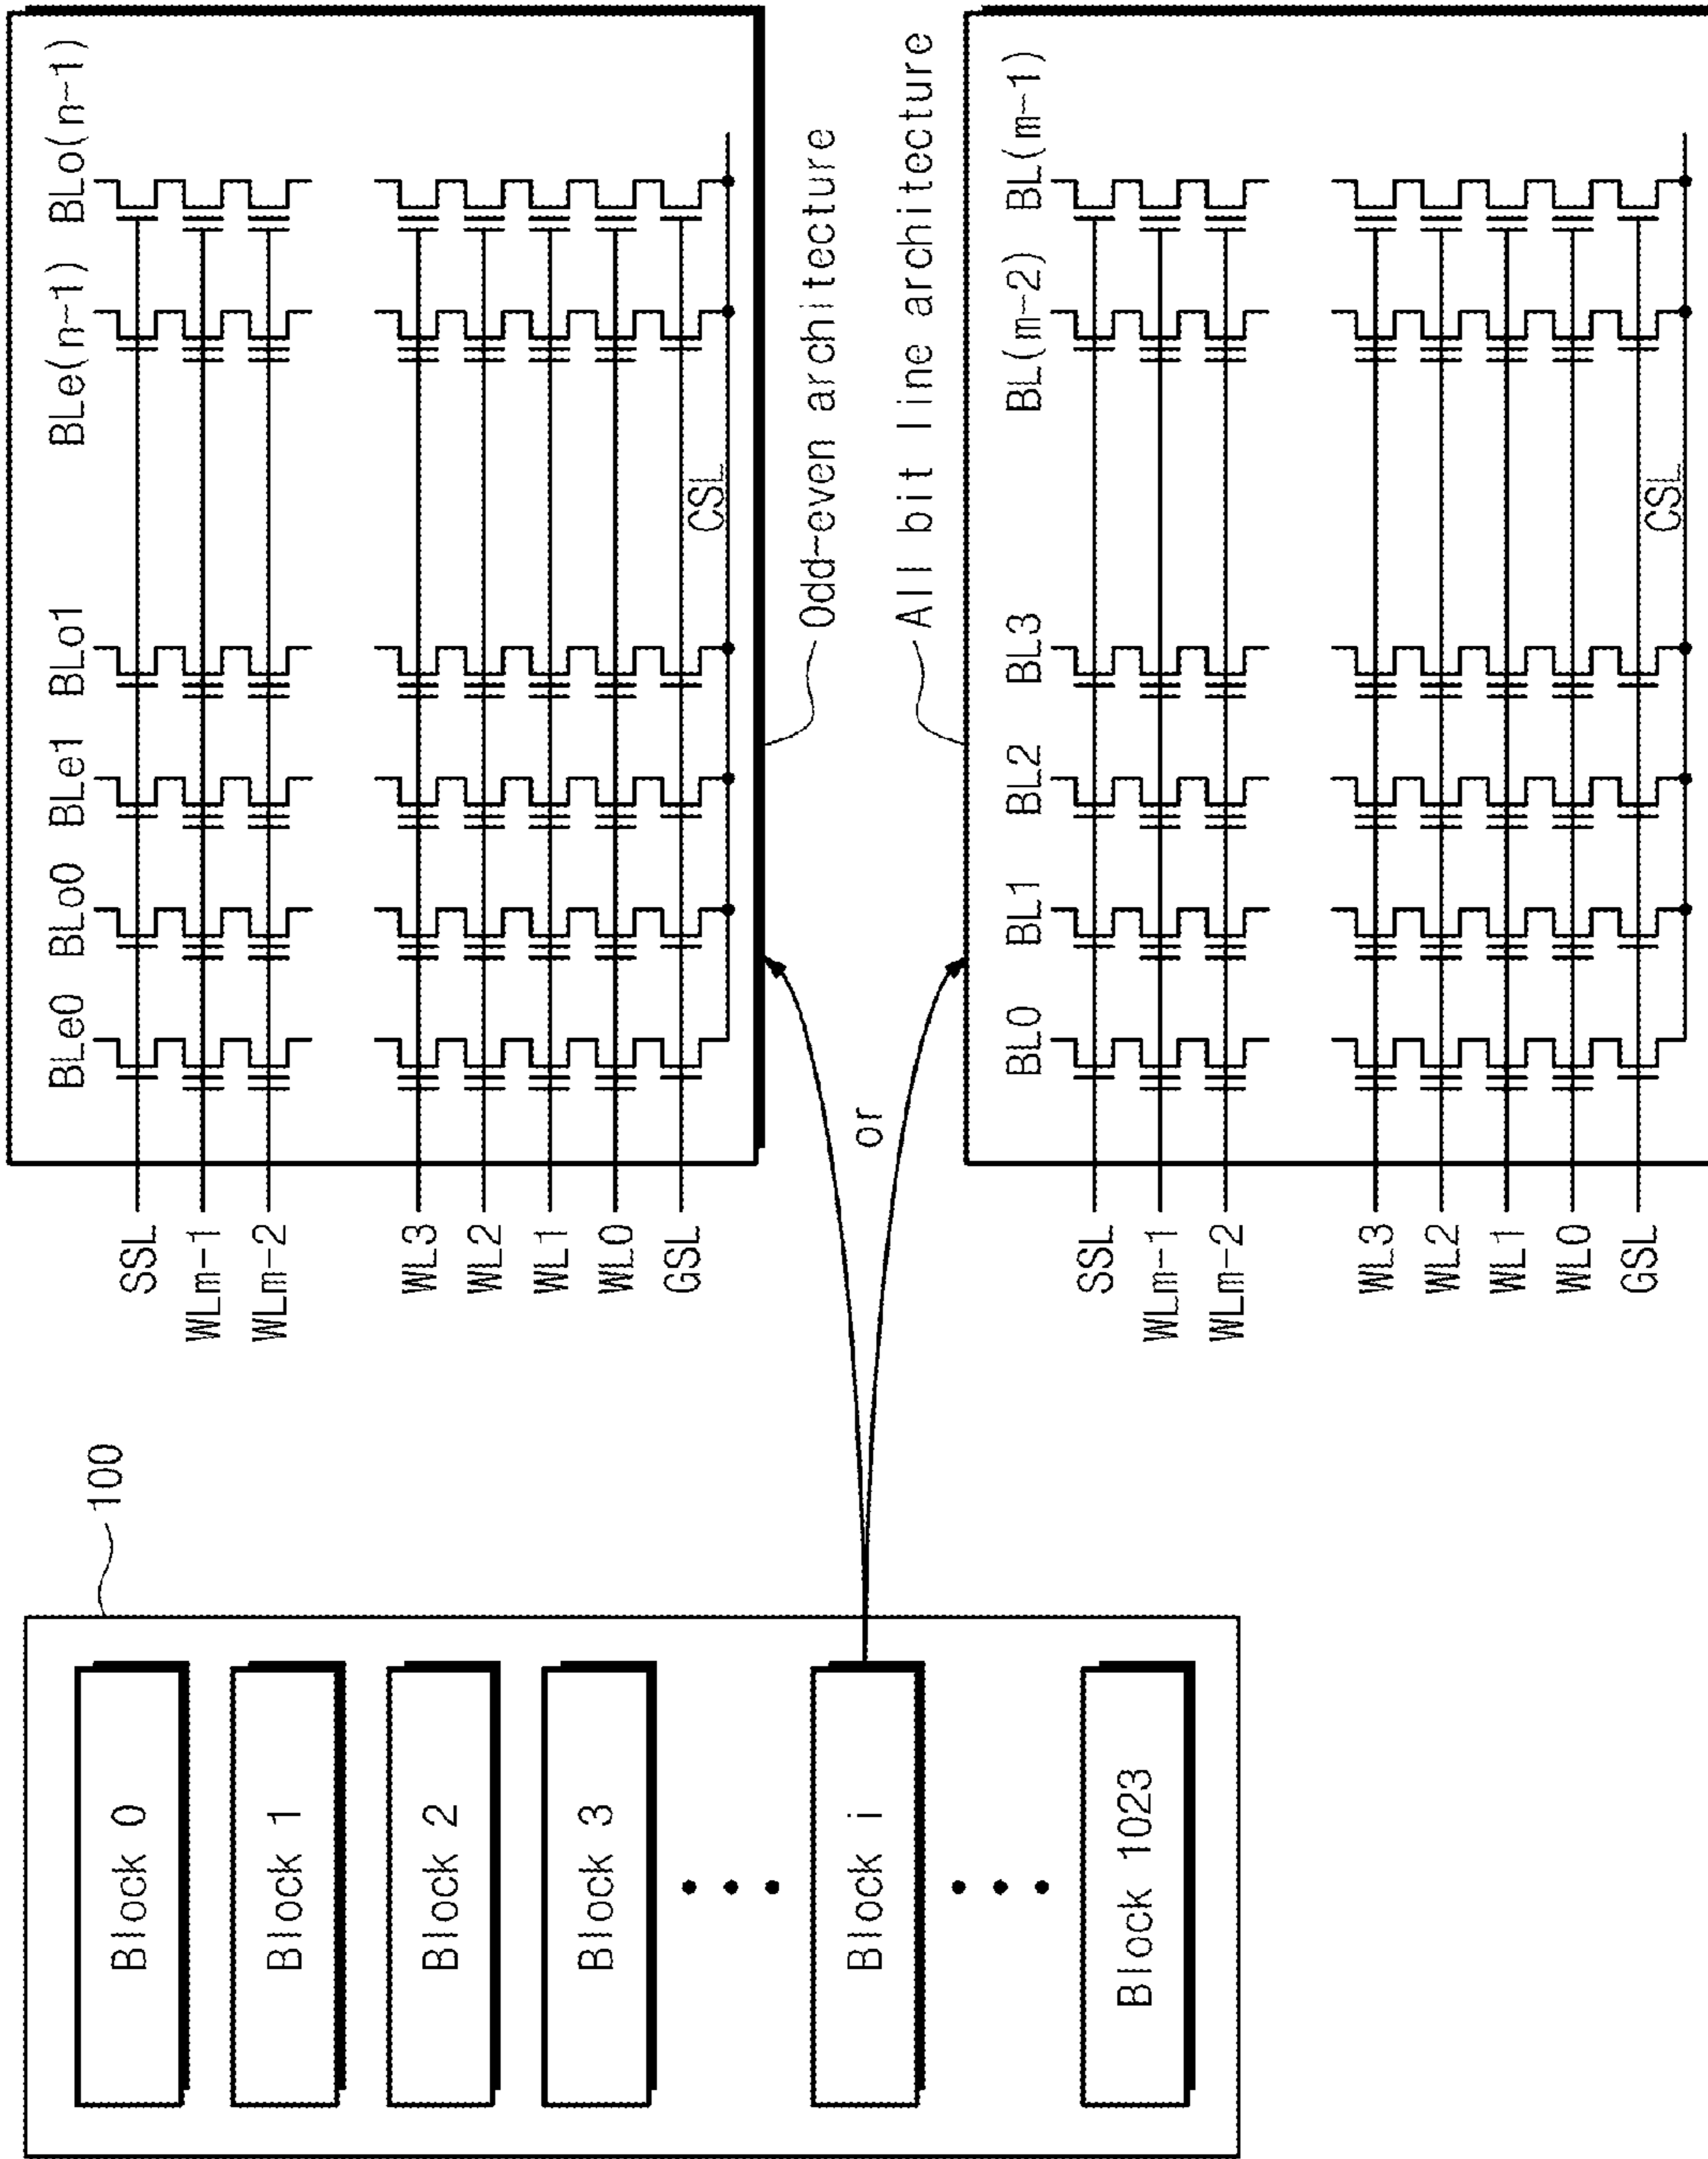 100
Block 0
Block 1
Block 2
Block 3
Block i
Block 1023
or
BLe0 BLo0 BLe1 BLo1 BLe(n-1) BLo(n-1)
SSL
WLm-1
WLm-2
WL3
WL2
WL1
WL0
GSL
CSL
Odd-even architecture
All bit line architecture
BL0 BL1 BL2 BL3 BL(m-2) BL(m-1)
SSL
WLm-1
WLm-2
WL3
WL2
WL1
WL0
GSL
CSL